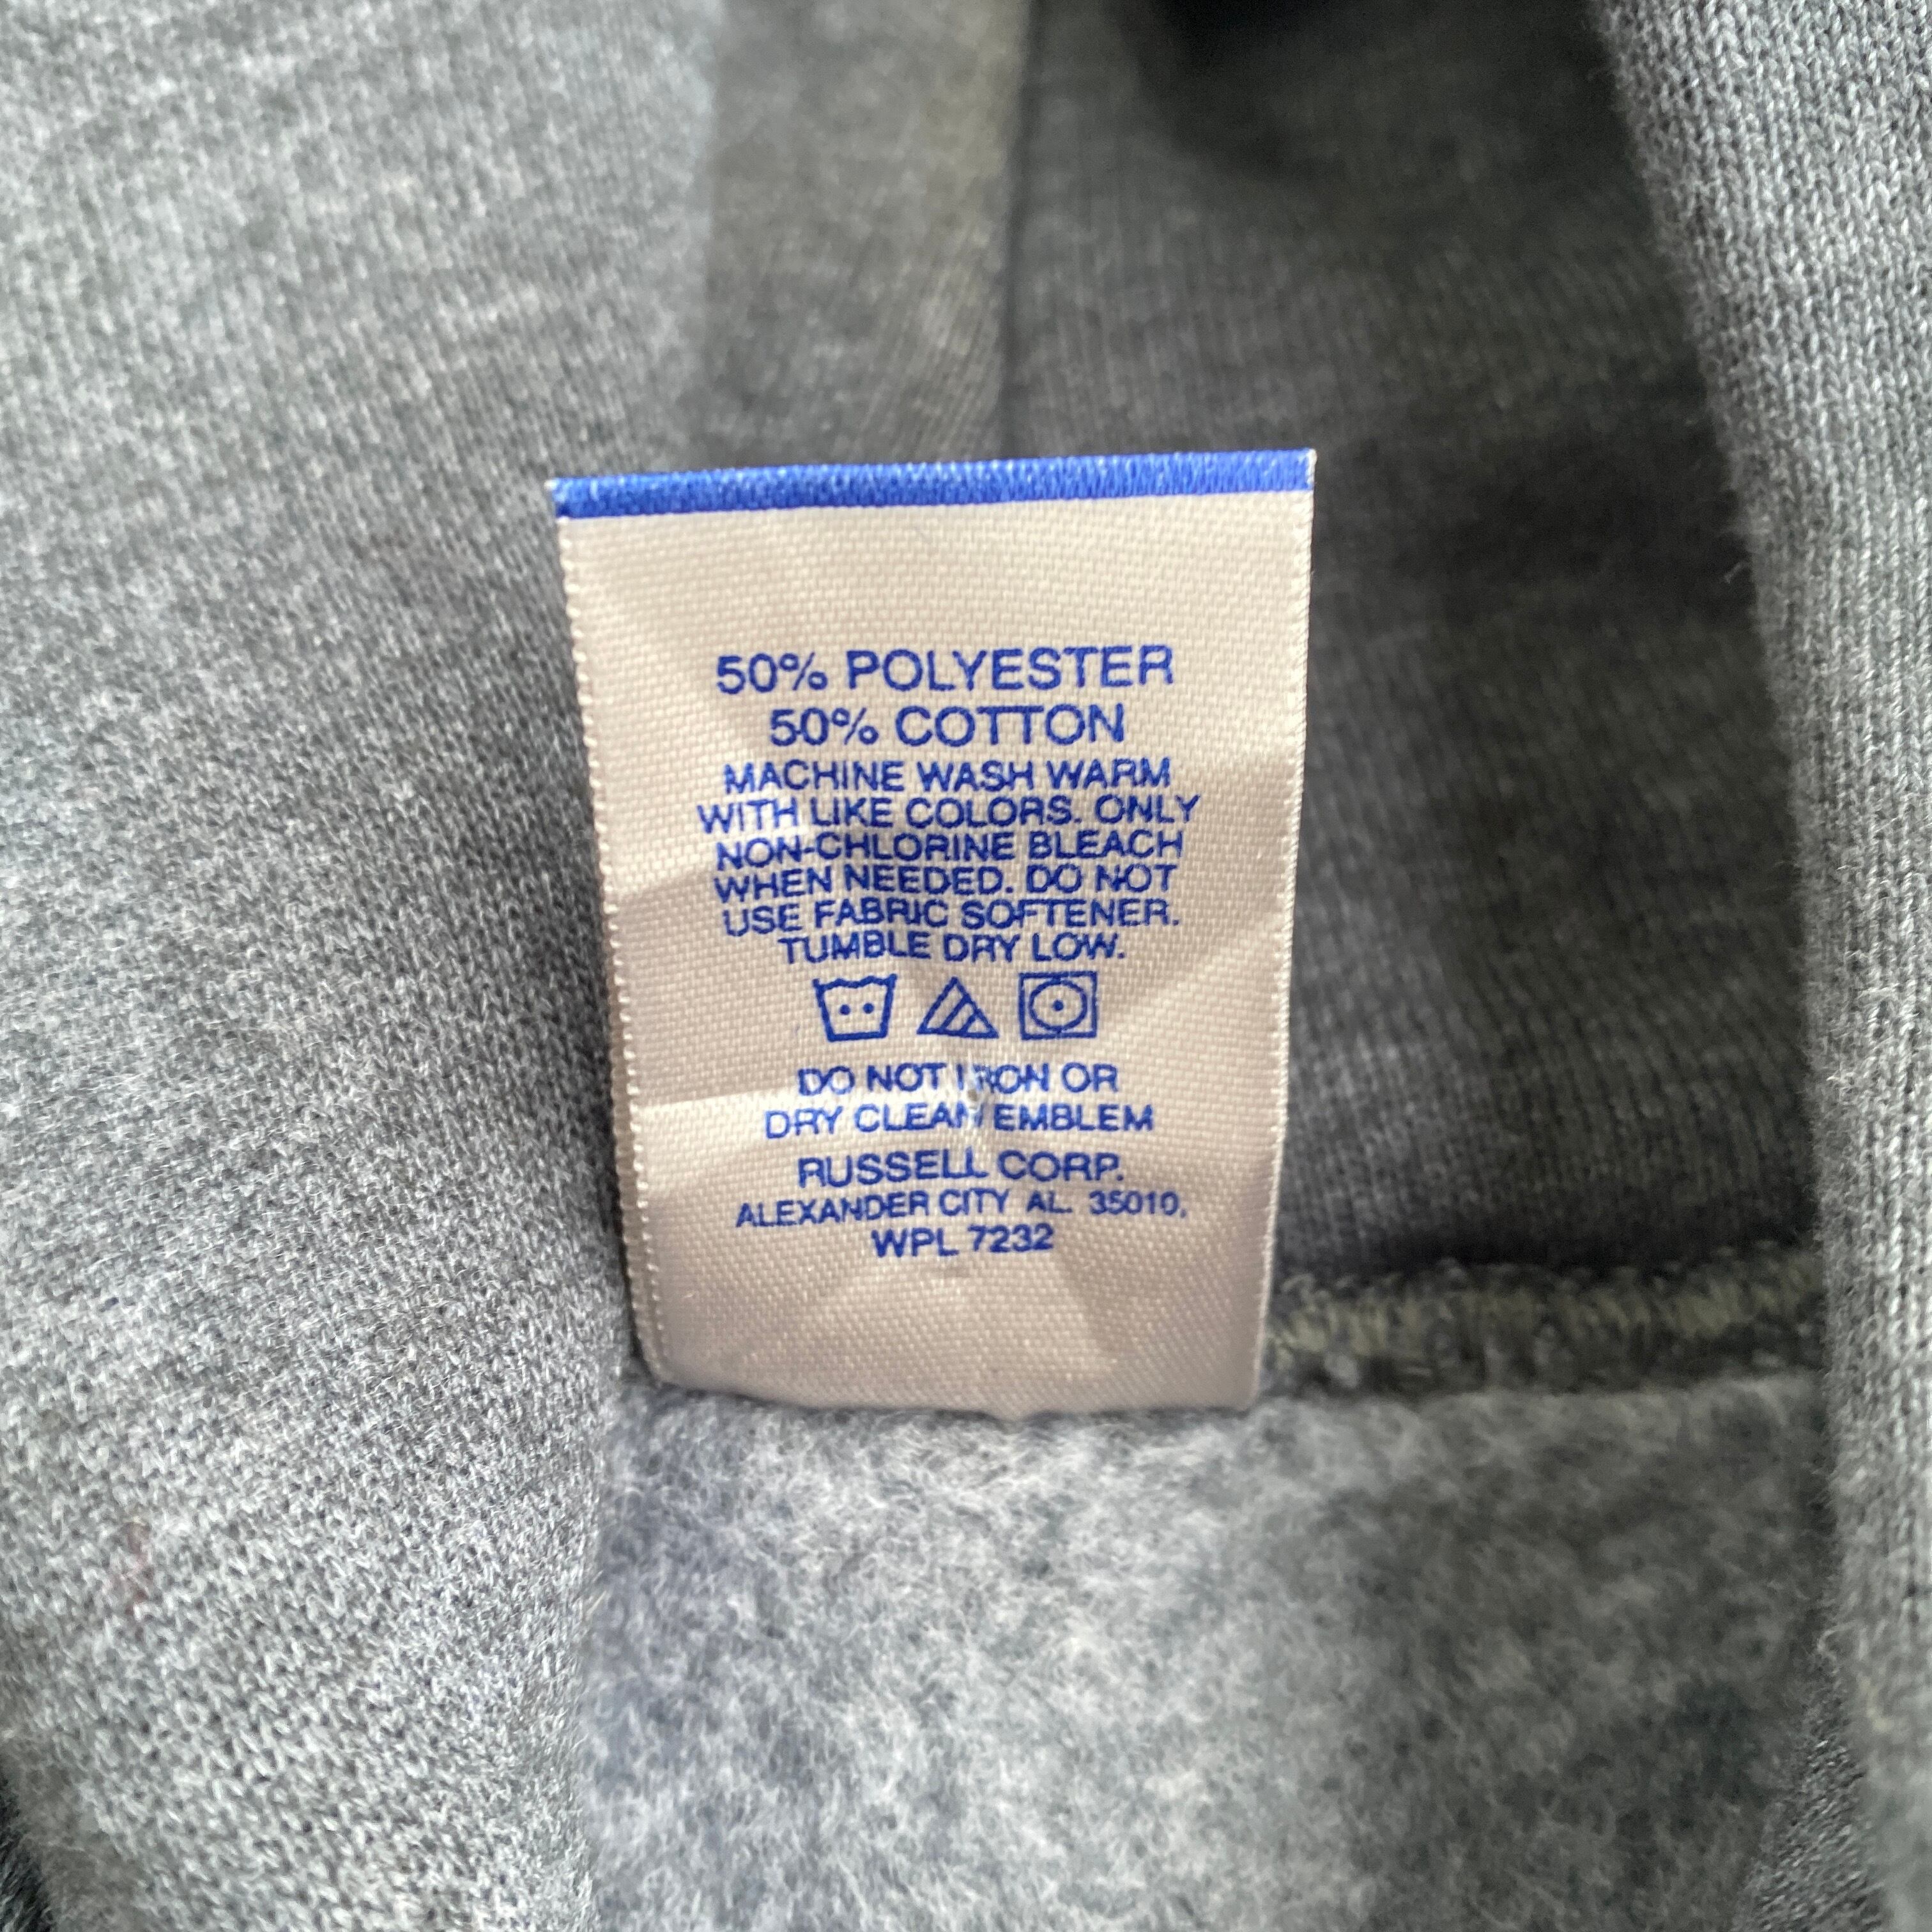 50% POLYESTER
50% COTTON
MACHINE WASH WARM
WITH LIKE COLORS. ONLY
NON-CHLORINE BLEACH
WHEN NEEDED. DO NOT
USE FABRIC SOFTENER.
TUMBLE DRY LOW.
DO NOT IRON OR
DRY CLEAN EMBLEM
RUSSELL CORP.
ALEXANDER CITY AL. 35010,
WPL 7232